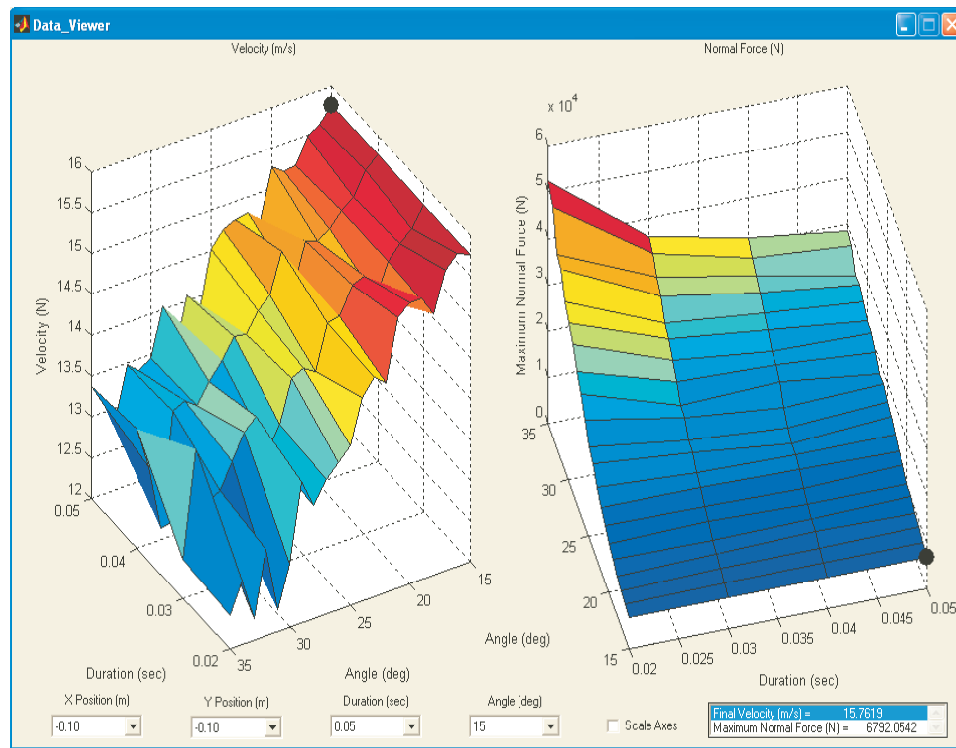 Data_Viewer
Velocity (m/s)
Normal Force (N)
16
15.5
15
14.5
14
13.5
13
12.5
12
Velocity (N)
0.05
0.04
0.03
0.02
Duration (sec)
35
30
25
20
15
Angle (deg)
x 10^4
6
5
4
3
2
1
0
Maximum Normal Force (N)
35
30
25
20
15
Angle (deg)
0.02
0.025
0.03
0.035
0.04
0.045
0.05
Duration (sec)
X Position (m)
Y Position (m)
Duration (sec)
Angle (deg)
-0.10
-0.10
0.05
15
Scale Axes
Final Velocity (m/s) = 15.7619
Maximum Normal Force (N) = 6792.0542